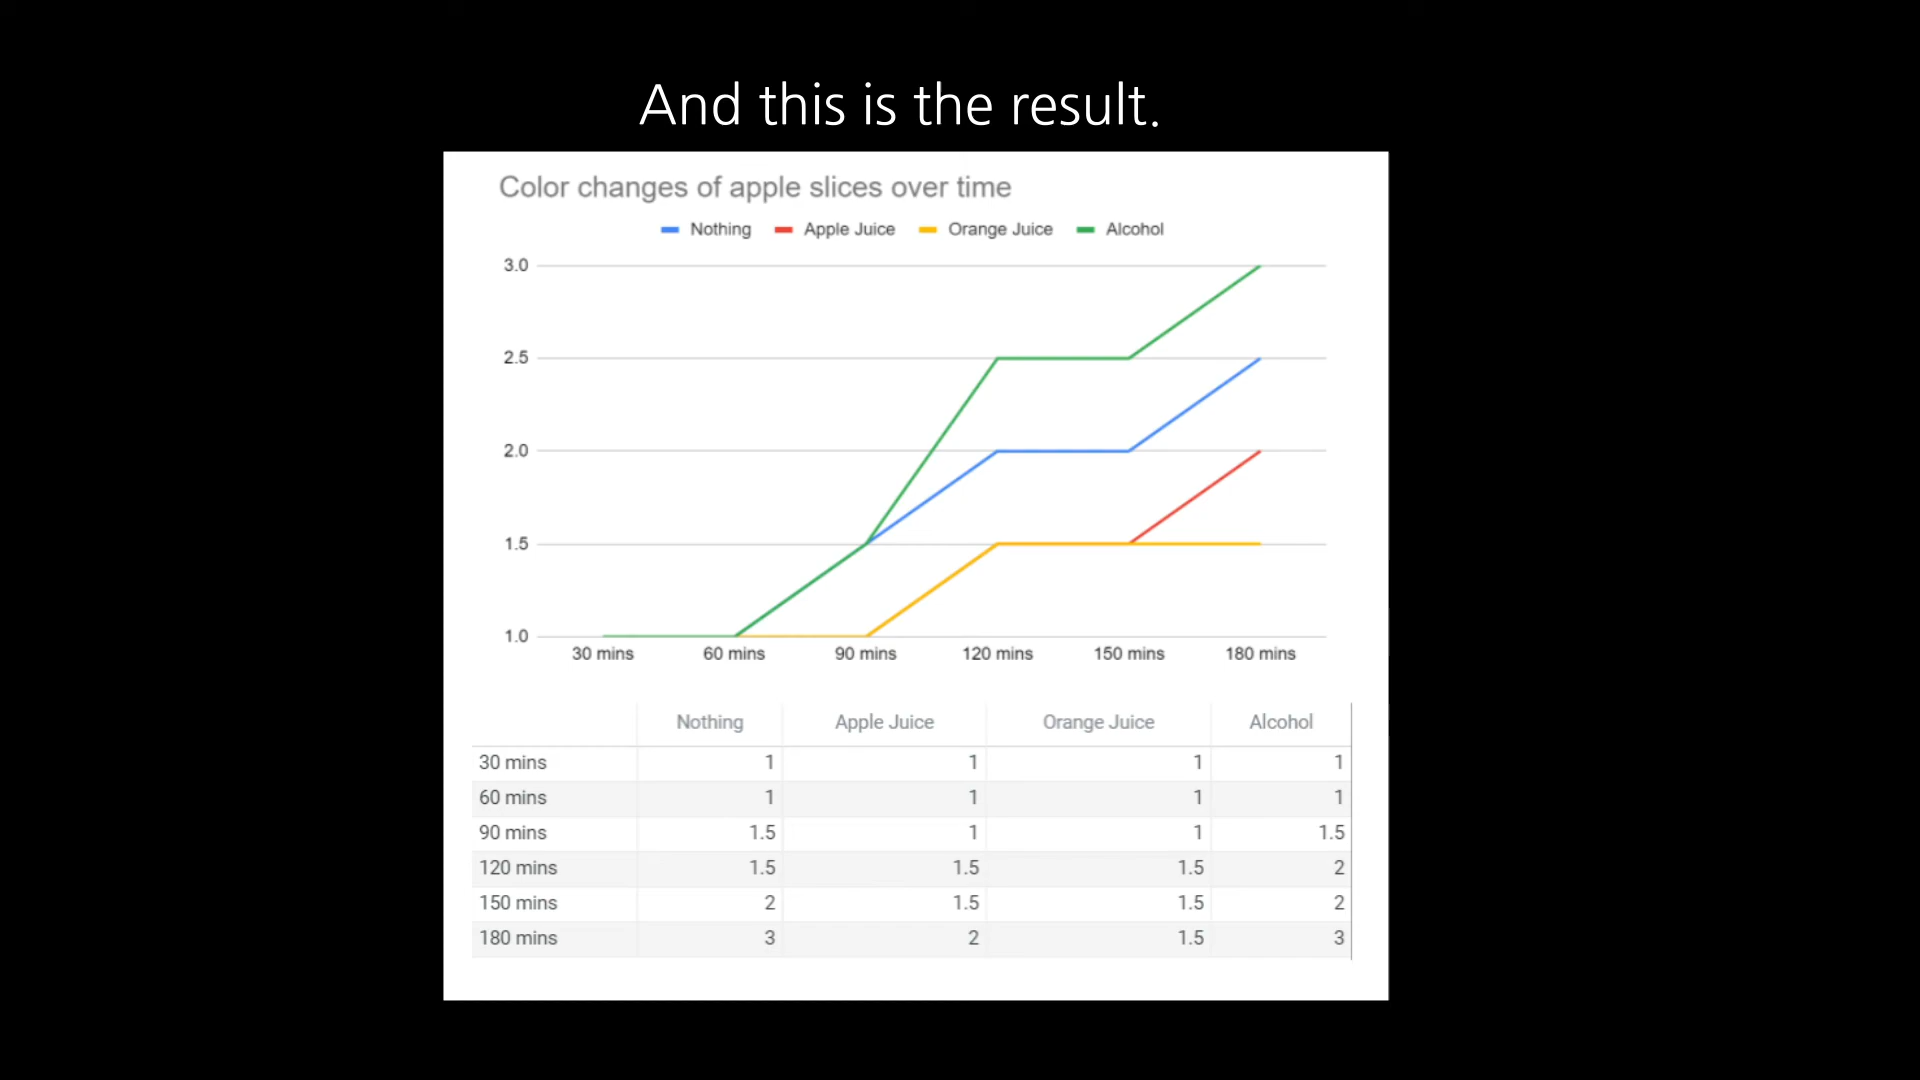 And this is the result.
Color changes of apple slices over time
Nothing Apple Juice Orange Juice Alcohol
3.0
2.5
2.0
1.5
1.0
30 mins 60 mins 90 mins 120 mins 150 mins 180 mins
Nothing Apple Juice Orange Juice Alcohol
30 mins 1 1 1 1
60 mins 1 1 1 1
90 mins 1.5 1 1 1.5
120 mins 1.5 1.5 1.5 2
150 mins 2 1.5 1.5 2
180 mins 3 2 1.5 3